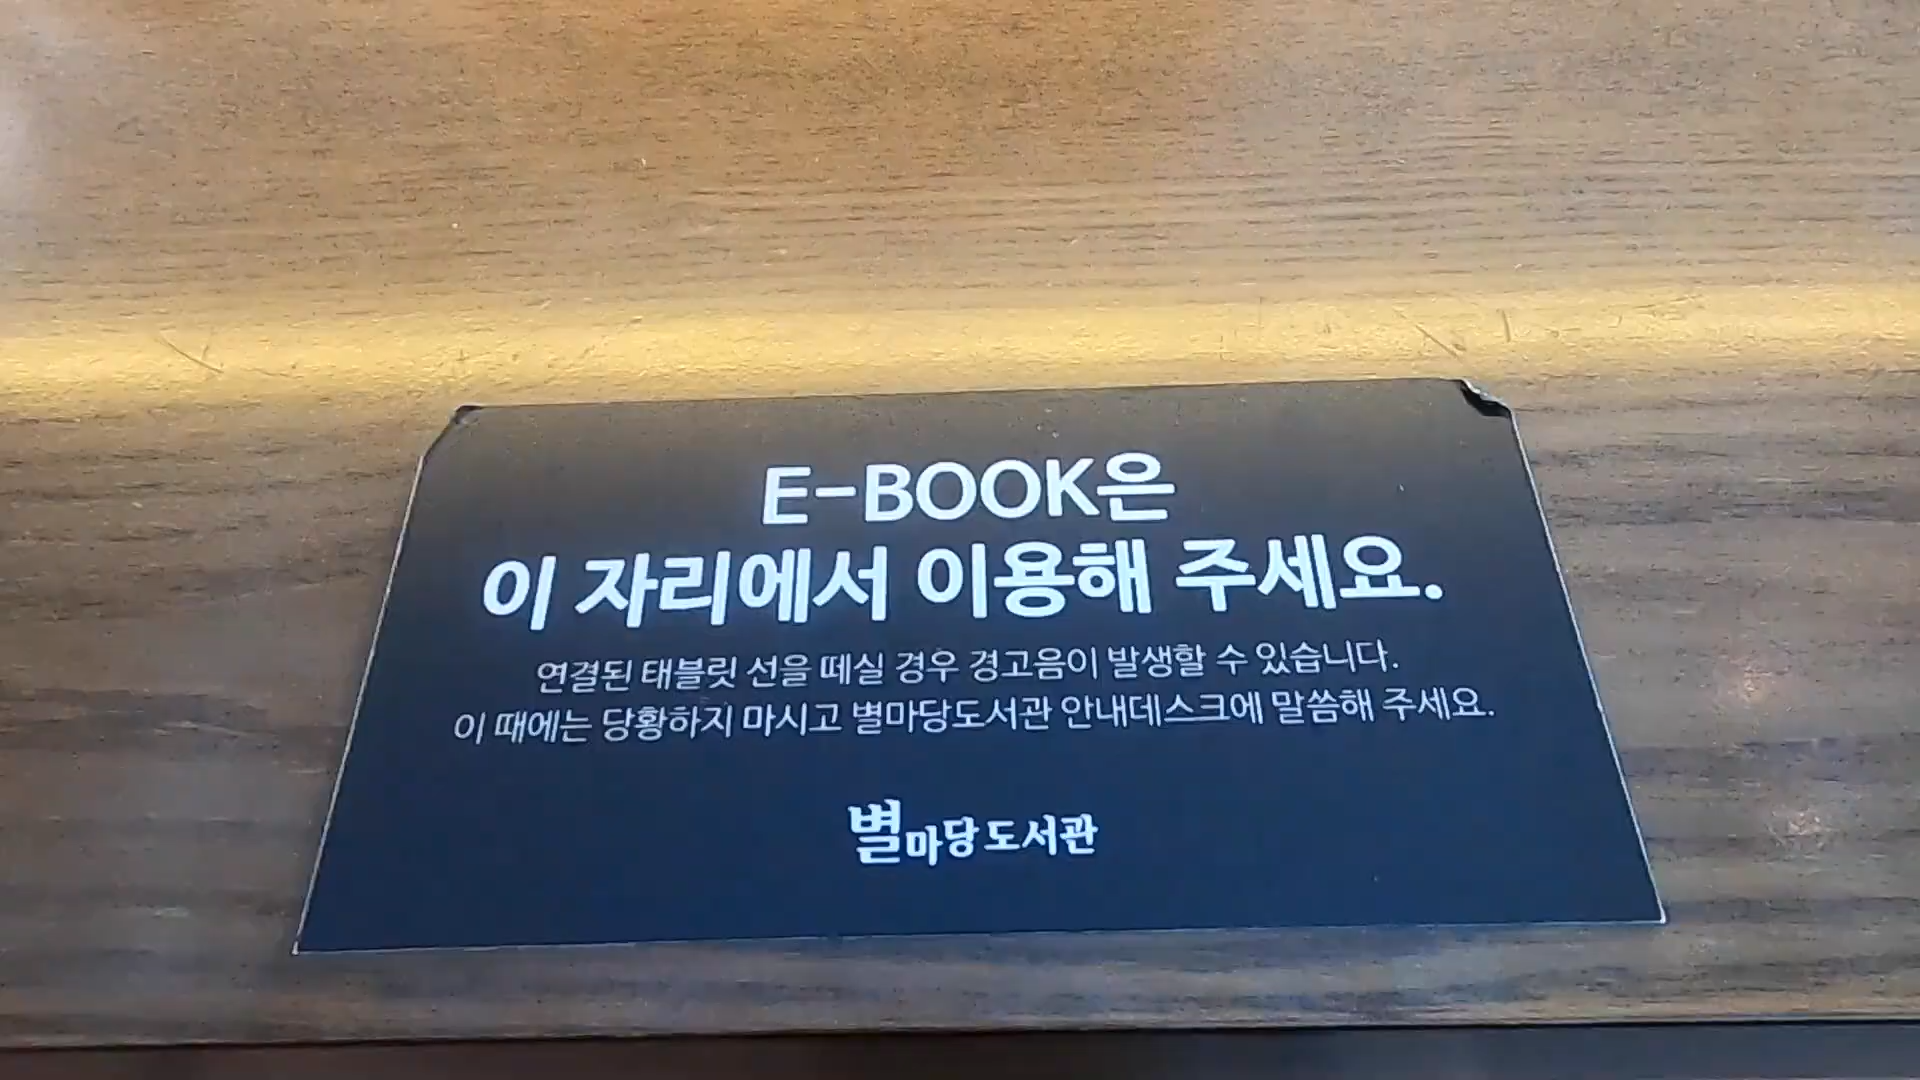 E-BOOK은
이 자리에서 이용해 주세요.
연결된 태블릿 선을 떼실 경우 경고음이 발생할 수 있습니다.
이 때에는 당황하지 마시고 별마당도서관 안내데스크에 말씀해 주세요.
별마당 도서관